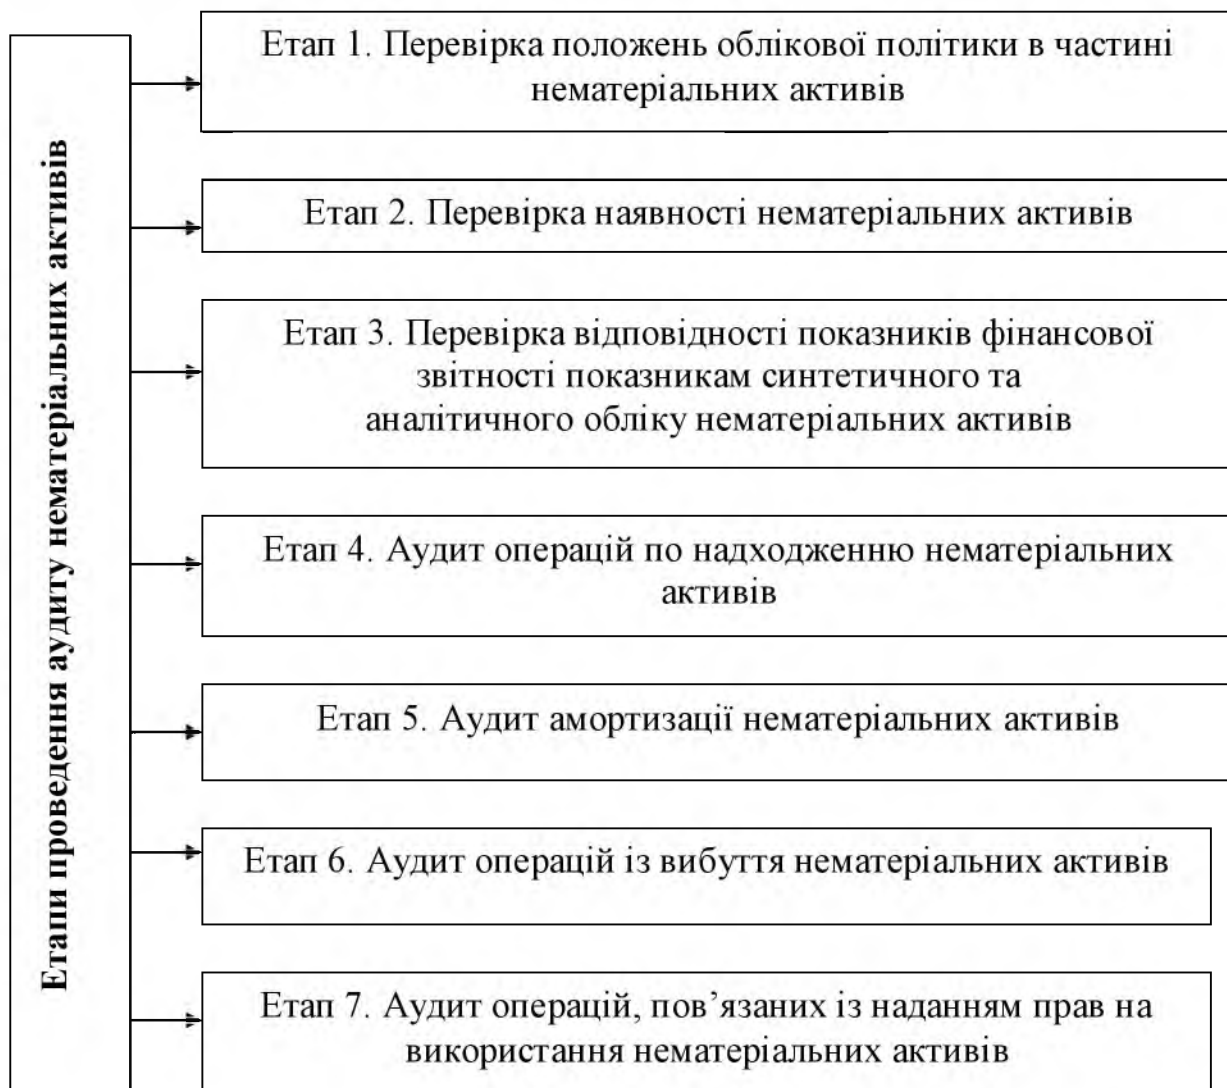 Етапи проведення аудиту нематеріальних активів
Етап 1. Перевірка положень облікової політики в частині
нематеріальних активів
Етап 2. Перевірка наявності нематеріальних активів
Етап 3. Перевірка відповідності показників фінансової
звітності показникам синтетичного та
аналітичного обліку нематеріальних активів
Етап 4. Аудит операцій по надходженню нематеріальних
активів
Етап 5. Аудит амортизації нематеріальних активів
Етап 6. Аудит операцій із вибуття нематеріальних активів
Етап 7. Аудит операцій, пов’язаних із наданням прав на
використання нематеріальних активів